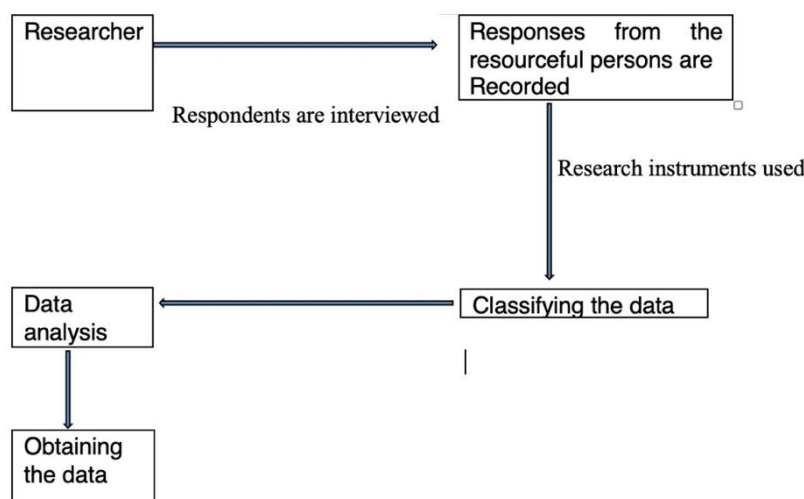 Researcher
Responses from the
resourceful persons are
Recorded
Respondents are interviewed
Research instruments used
Data
analysis
Classifying the data
Obtaining
the data